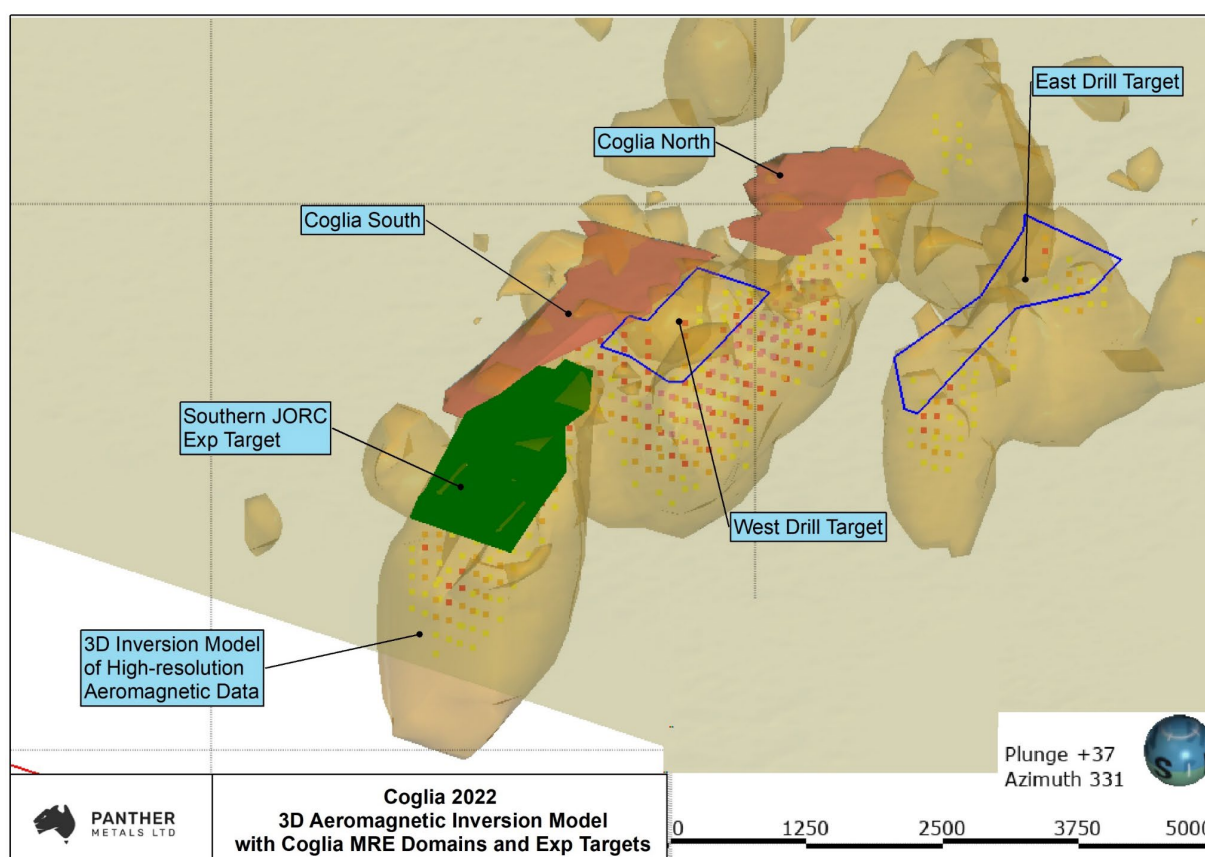 East Drill Target
Coglia North
Coglia South
Southern JORC
Exp Target
West Drill Target
3D Inversion Model
of High-resolution
Aeromagnetic Data
Plunge +37
Azimuth 331
S
PANTHER
METALS LTD
Coglia 2022
3D Aeromagnetic Inversion Model
with Coglia MRE Domains and Exp Targets
0 1250 2500 3750 5000